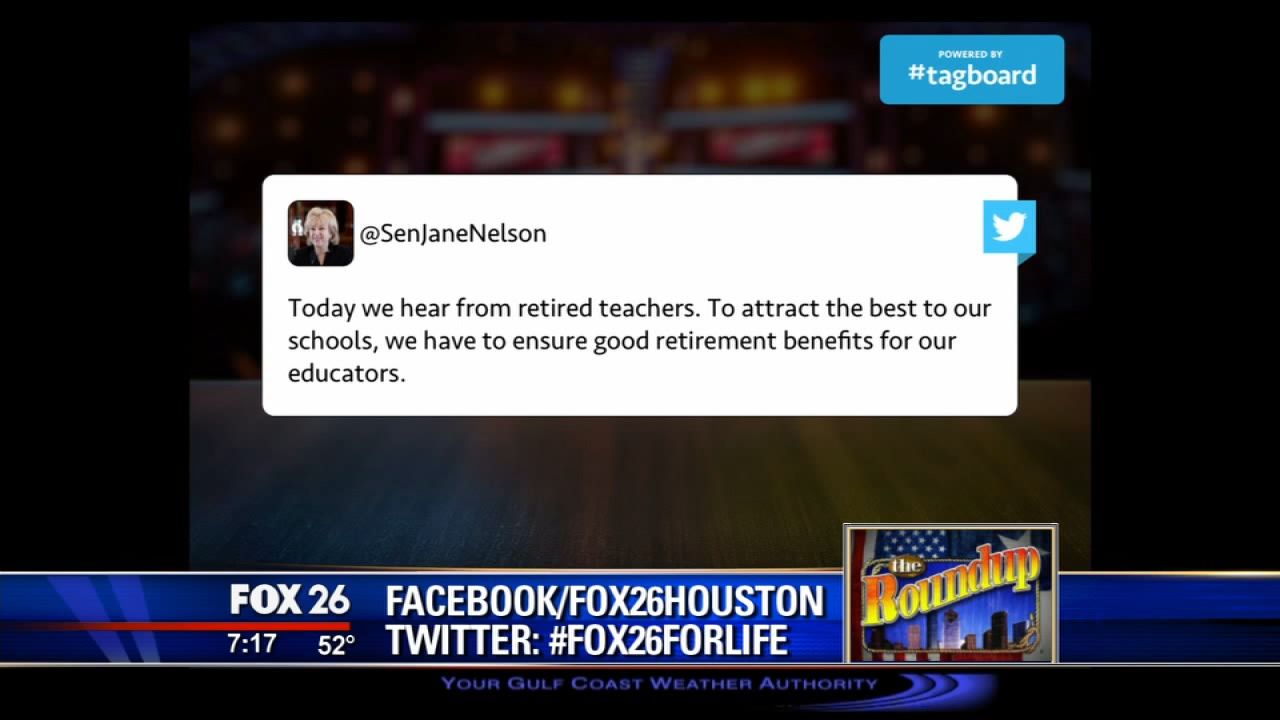 POWERED BY
#tagboard
@SenJaneNelson
Today we hear from retired teachers. To attract the best to our
schools, we have to ensure good retirement benefits for our
educators.
the
Roundup
FOX 26
7:17 52°
FACEBOOK/FOX26HOUSTON
TWITTER: #FOX26FORLIFE
YOUR GULF COAST WEATHER AUTHORITY